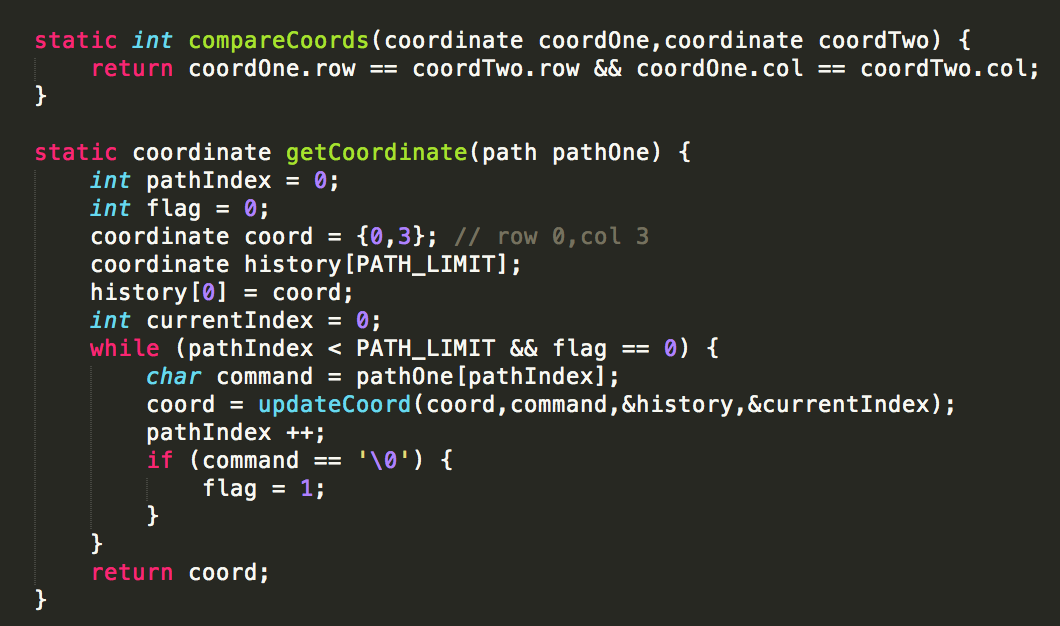 static int compareCoords(coordinate coordOne,coordinate coordTwo) {
    return coordOne.row == coordTwo.row && coordOne.col == coordTwo.col;
}

static coordinate getCoordinate(path pathOne) {
    int pathIndex = 0;
    int flag = 0;
    coordinate coord = {0,3}; // row 0,col 3
    coordinate history[PATH_LIMIT];
    history[0] = coord;
    int currentIndex = 0;
    while (pathIndex < PATH_LIMIT && flag == 0) {
        char command = pathOne[pathIndex];
        coord = updateCoord(coord,command,&history,&currentIndex);
        pathIndex ++;
        if (command == '\0') {
            flag = 1;
        }
    }
    return coord;
}